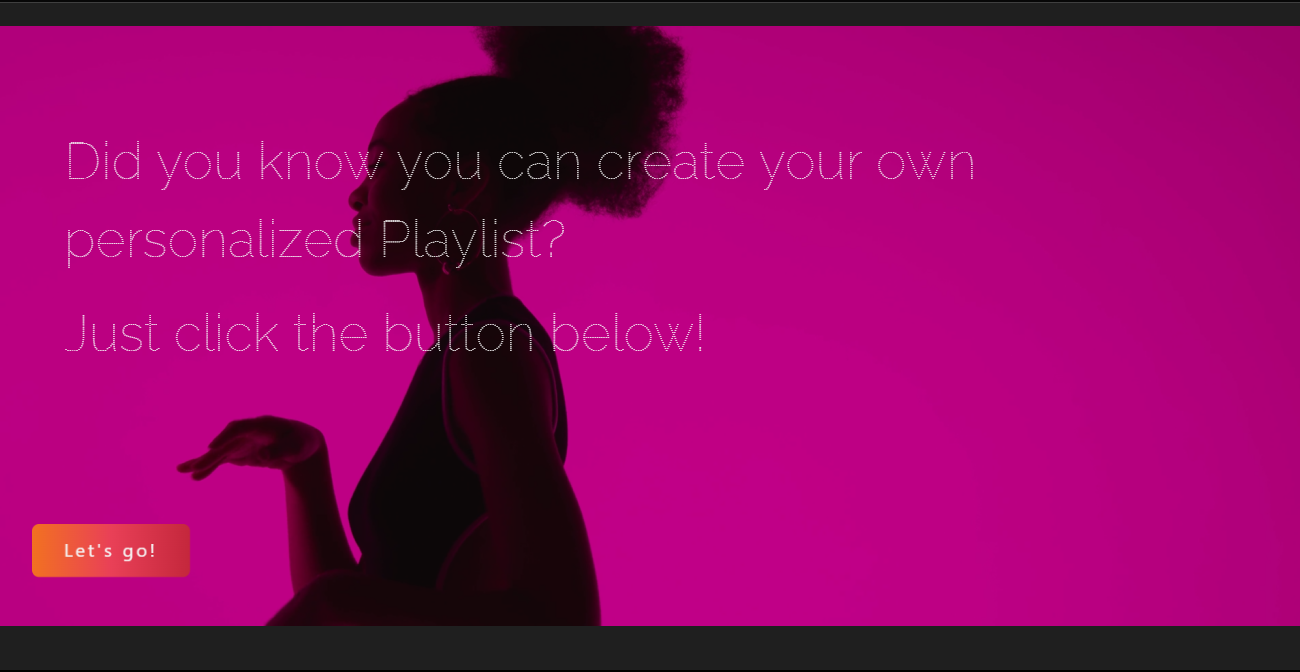 Did you know you can create your own
personalized Playlist?
Just click the button below!
Let's go!